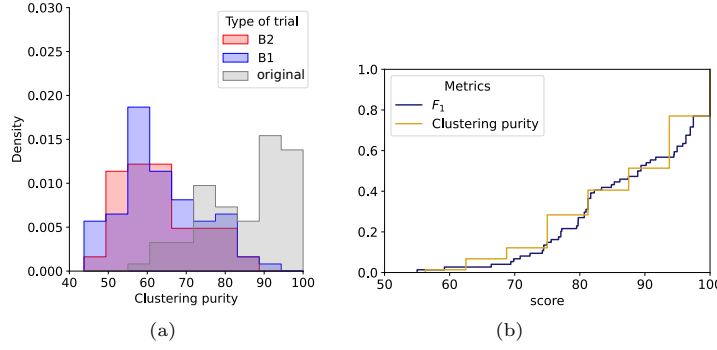 0.030
0.025
0.020
0.015
0.010
0.005
0.000
Density
40 50 60 70 80 90 100
Clustering purity
Type of trial
B2
B1
original
(a)
1.0
0.8
0.6
0.4
0.2
0.0
50 60 70 80 90 100
score
Metrics
F₁
Clustering purity
(b)